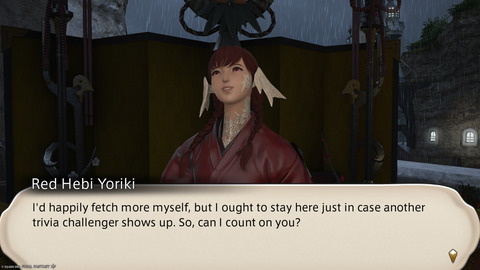 Red Hebi Yoriki
I'd happily fetch more myself, but I ought to stay here just in case another
trivia challenger shows up. So, can I count on you?